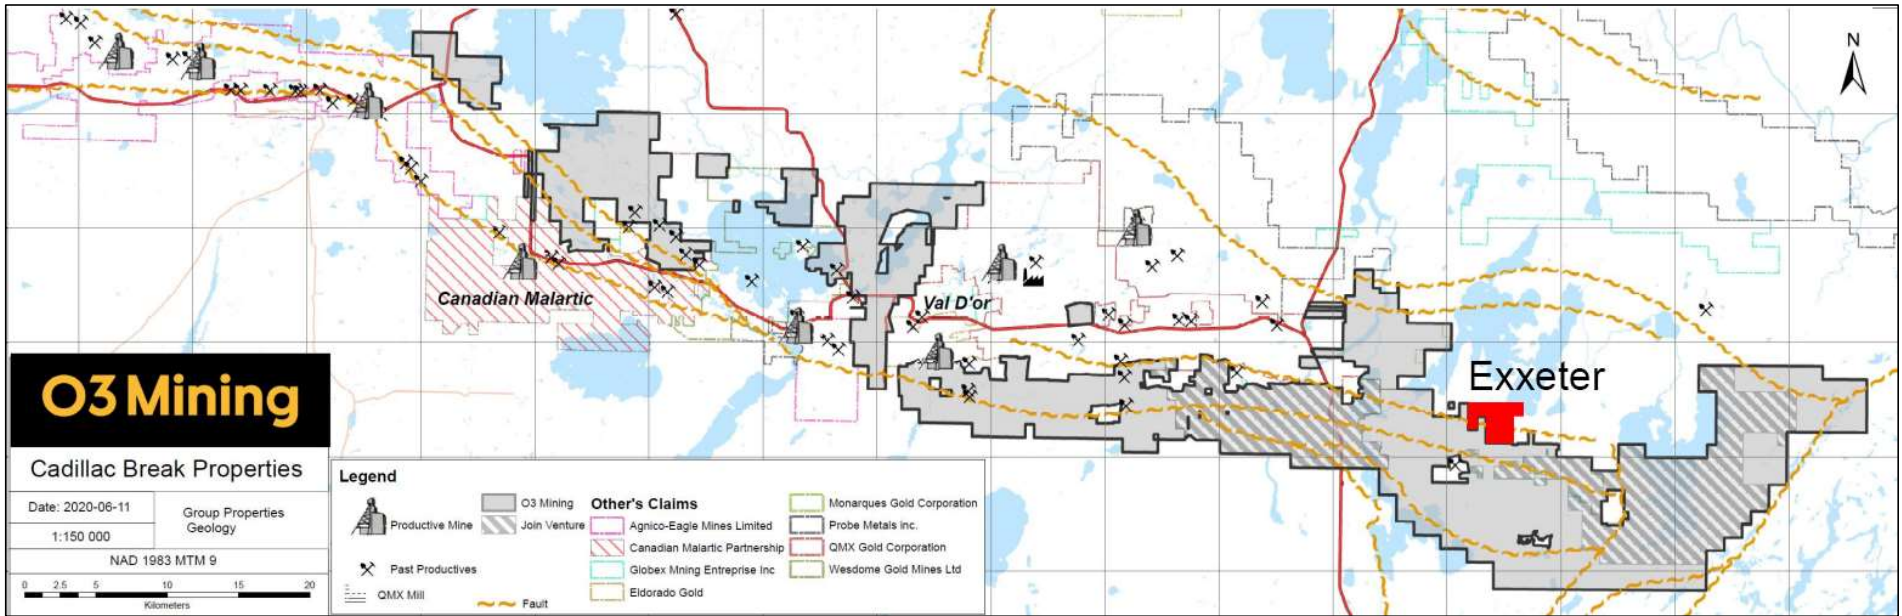 N
Canadian Malartic
Val D'or
Exxeter
O3 Mining
Cadillac Break Properties
Date: 2020-06-11
Group Properties
Geology
1:150 000
NAD 1983 MTM 9
0 2.5 5 10 15 20
Kilometers
Legend
Productive Mine
Past Productives
QMX Mill
Fault
O3 Mining
Join Venture
Other's Claims
Agnico-Eagle Mines Limited
Canadian Malartic Partnership
Globex Mning Entreprise Inc
Eldorado Gold
Monarques Gold Corporation
Probe Metals inc.
QMX Gold Corporation
Wesdome Gold Mines Ltd